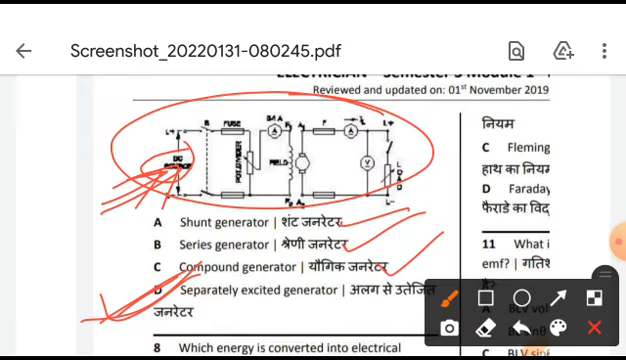 Screenshot_20220131-080245.pdf
Reviewed and updated on: 01st November 2019
L+
FUSE
A
FIELD
V
L-
DC
A Shunt generator | शंट जनरेटर
B Series generator | श्रेणी जनरेटर
C Compound generator | यौगिक जनरेटर
D Separately excited generator | अलग से उतेजित
जनरेटर
8 Which energy is converted into electrical
नियम
C Fleming
हाथ का नियम
D Faraday
फैराडे का विद्
11 What i
emf? | गतिश